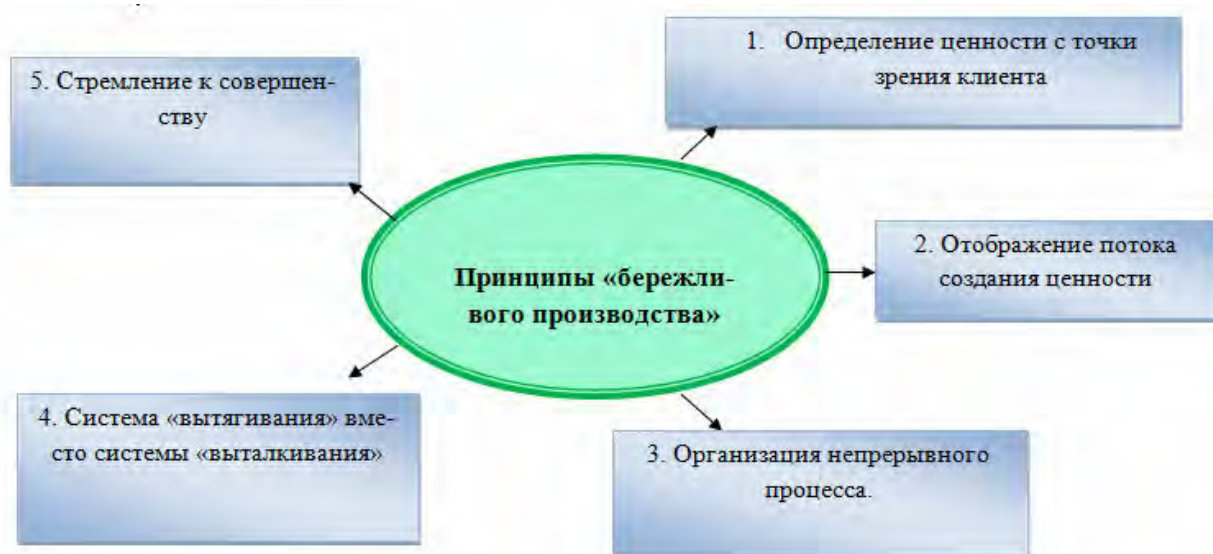 1. Определение ценности с точки
зрения клиента
5. Стремление к совершен-
ству
2. Отображение потока
создания ценности
Принципы «бережли-
вого производства»
4. Система «вытягивания» вме-
сто системы «выталкивания»
3. Организация непрерывного
процесса.